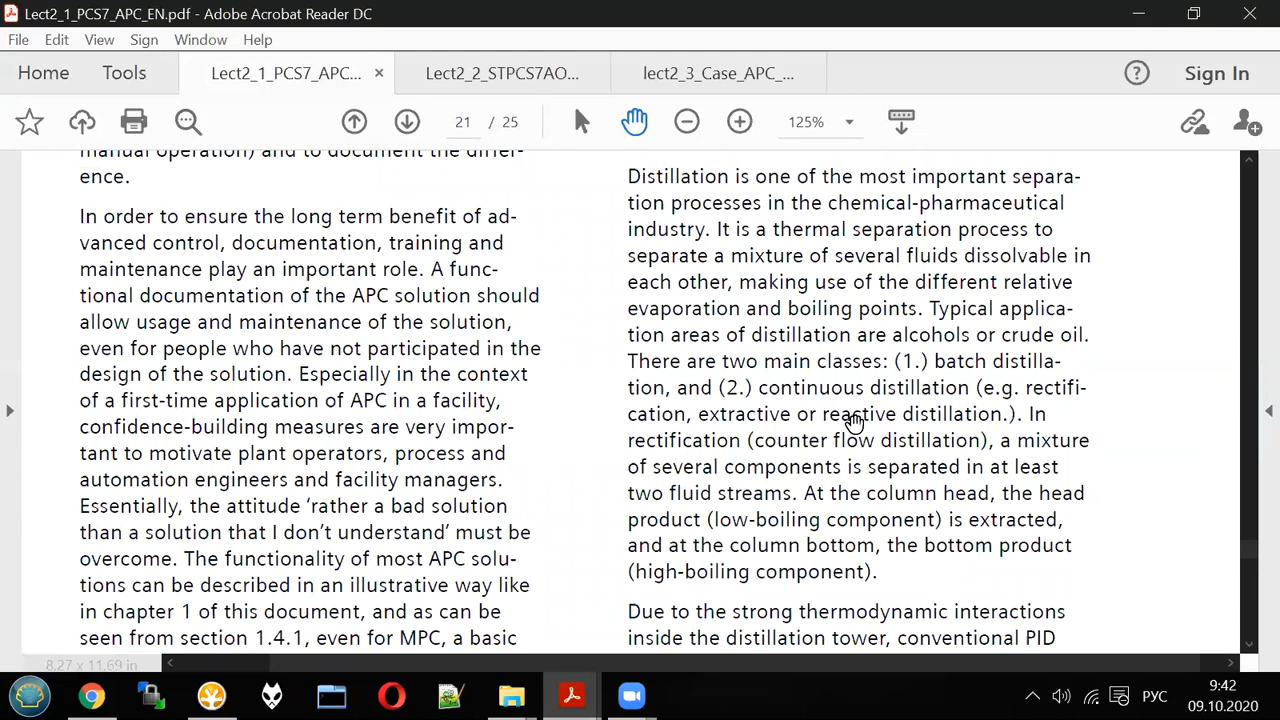 Lect2_1_PCS7_APC_EN.pdf - Adobe Acrobat Reader DC
File Edit View Sign Window Help
Home Tools Lect2_1_PCS7_APC... × Lect2_2_STPCS7AO... lect2_3_Case_APC_... Sign In
21 / 25 125%
manual operation) and to document the differ-
ence.
In order to ensure the long term benefit of ad-
vanced control, documentation, training and
maintenance play an important role. A func-
tional documentation of the APC solution should
allow usage and maintenance of the solution,
even for people who have not participated in the
design of the solution. Especially in the context
of a first-time application of APC in a facility,
confidence-building measures are very impor-
tant to motivate plant operators, process and
automation engineers and facility managers.
Essentially, the attitude ‘rather a bad solution
than a solution that I don’t understand’ must be
overcome. The functionality of most APC solu-
tions can be described in an illustrative way like
in chapter 1 of this document, and as can be
seen from section 1.4.1, even for MPC, a basic
Distillation is one of the most important separa-
tion processes in the chemical-pharmaceutical
industry. It is a thermal separation process to
separate a mixture of several fluids dissolvable in
each other, making use of the different relative
evaporation and boiling points. Typical applica-
tion areas of distillation are alcohols or crude oil.
There are two main classes: (1.) batch distilla-
tion, and (2.) continuous distillation (e.g. rectifi-
cation, extractive or reactive distillation.). In
rectification (counter flow distillation), a mixture
of several components is separated in at least
two fluid streams. At the column head, the head
product (low-boiling component) is extracted,
and at the column bottom, the bottom product
(high-boiling component).
Due to the strong thermodynamic interactions
inside the distillation tower, conventional PID
8,27 x 11,69 in
РУС
9:42
09.10.2020